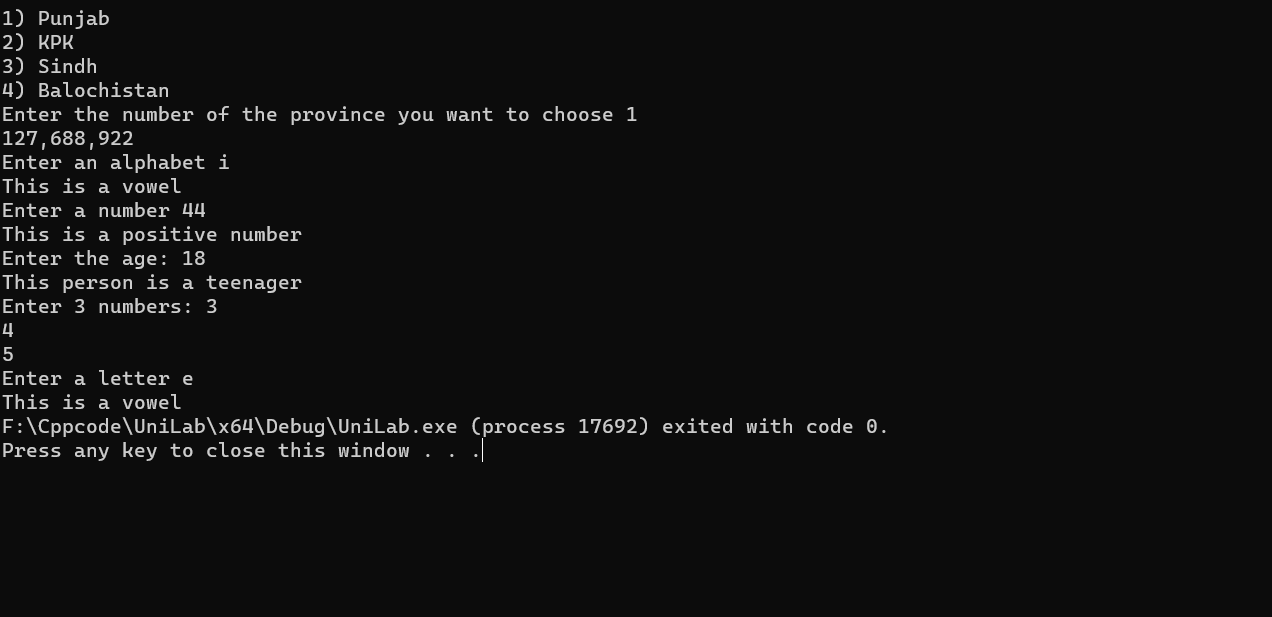 1) Punjab
2) KPK
3) Sindh
4) Balochistan
Enter the number of the province you want to choose 1
127,688,922
Enter an alphabet i
This is a vowel
Enter a number 44
This is a positive number
Enter the age: 18
This person is a teenager
Enter 3 numbers: 3
4
5
Enter a letter e
This is a vowel
F:\Cppcode\UniLab\x64\Debug\UniLab.exe (process 17692) exited with code 0.
Press any key to close this window . . .